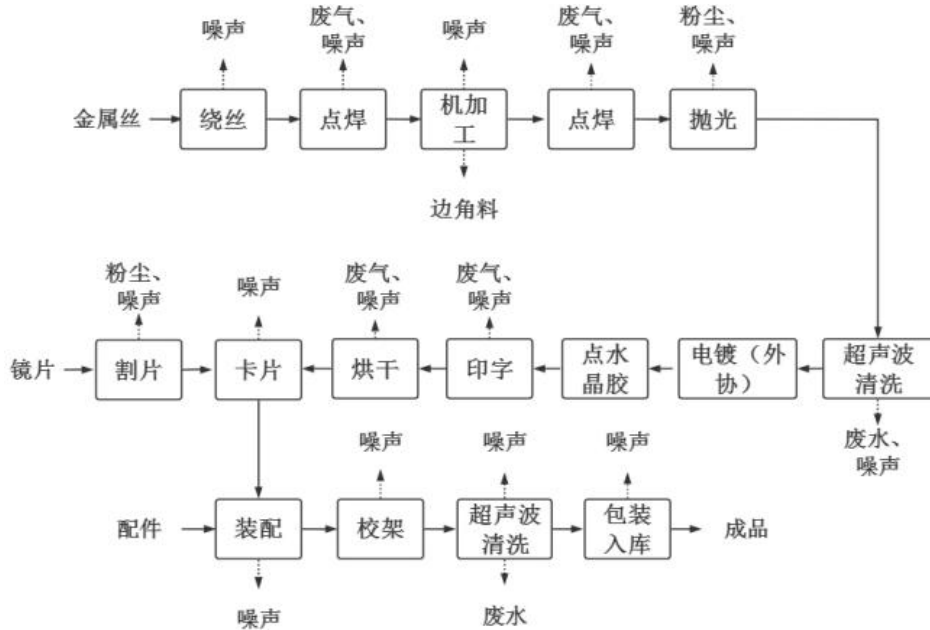 噪声
废气、
噪声
噪声
废气、
噪声
粉尘、
噪声
金属丝
绕丝
点焊
机加
工
点焊
抛光
边角料
粉尘、
噪声
噪声
废气、
噪声
废气、
噪声
镜片
割片
卡片
烘干
印字
点水
晶胶
电镀（外
协）
超声波
清洗
废水、
噪声
噪声
噪声
噪声
配件
装配
校架
超声波
清洗
包装
入库
成品
噪声
废水